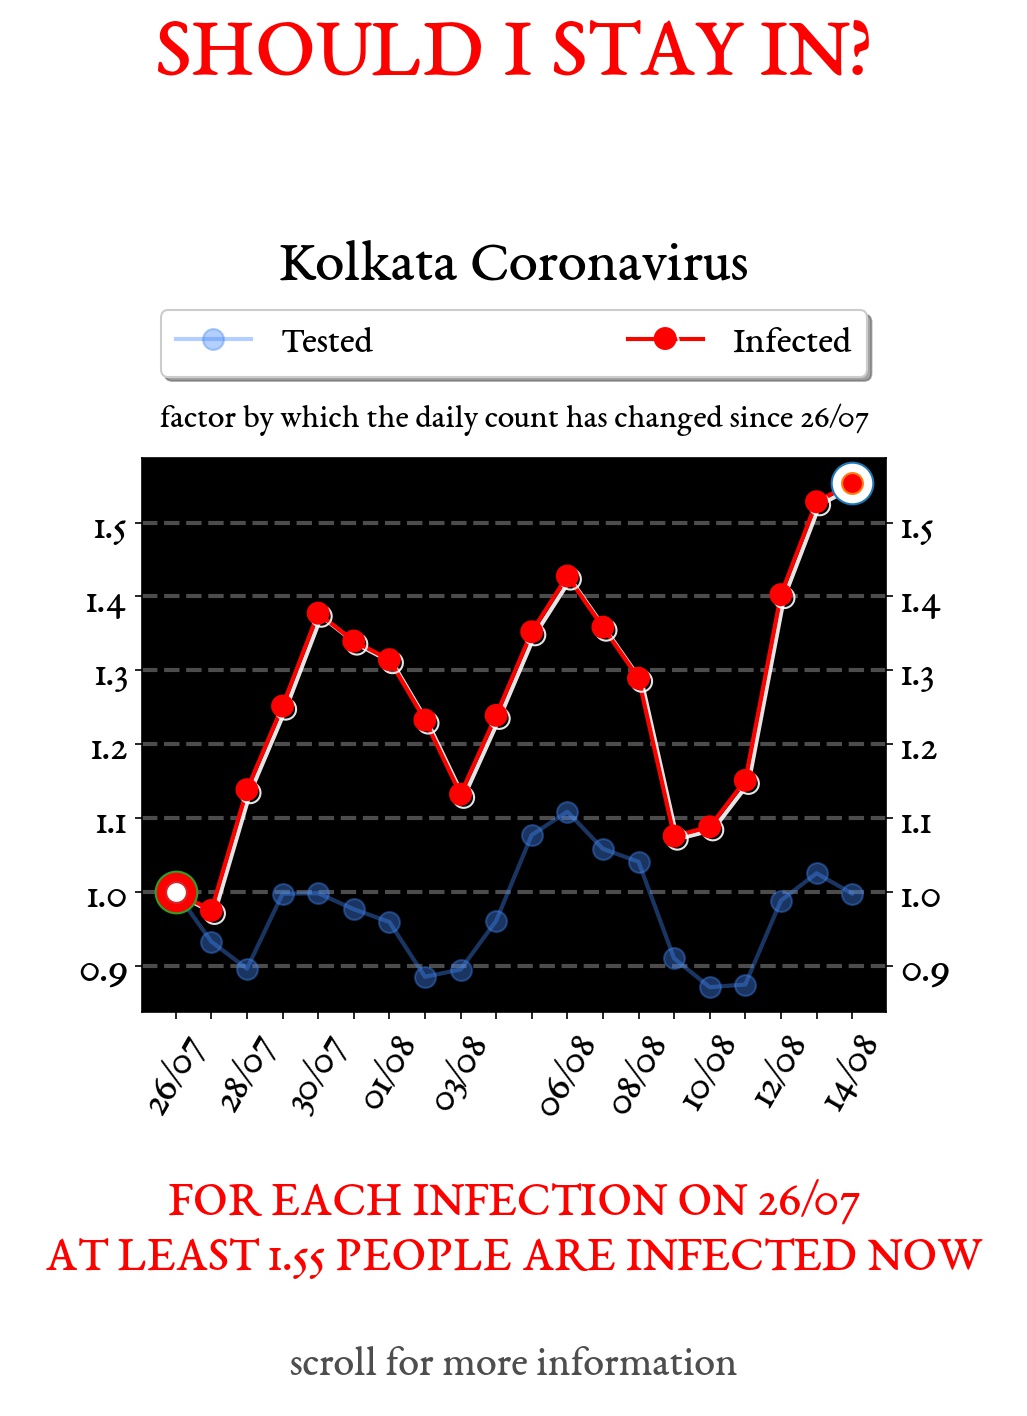 SHOULD I STAY IN?
Kolkata Coronavirus
Tested Infected
factor by which the daily count has changed since 26/07
1.5 1.5
1.4 1.4
1.3 1.3
1.2 1.2
1.1 1.1
1.0 1.0
0.9 0.9
26/07 28/07 30/07 01/08 03/08 06/08 08/08 10/08 12/08 14/08
FOR EACH INFECTION ON 26/07
AT LEAST 1.55 PEOPLE ARE INFECTED NOW
scroll for more information